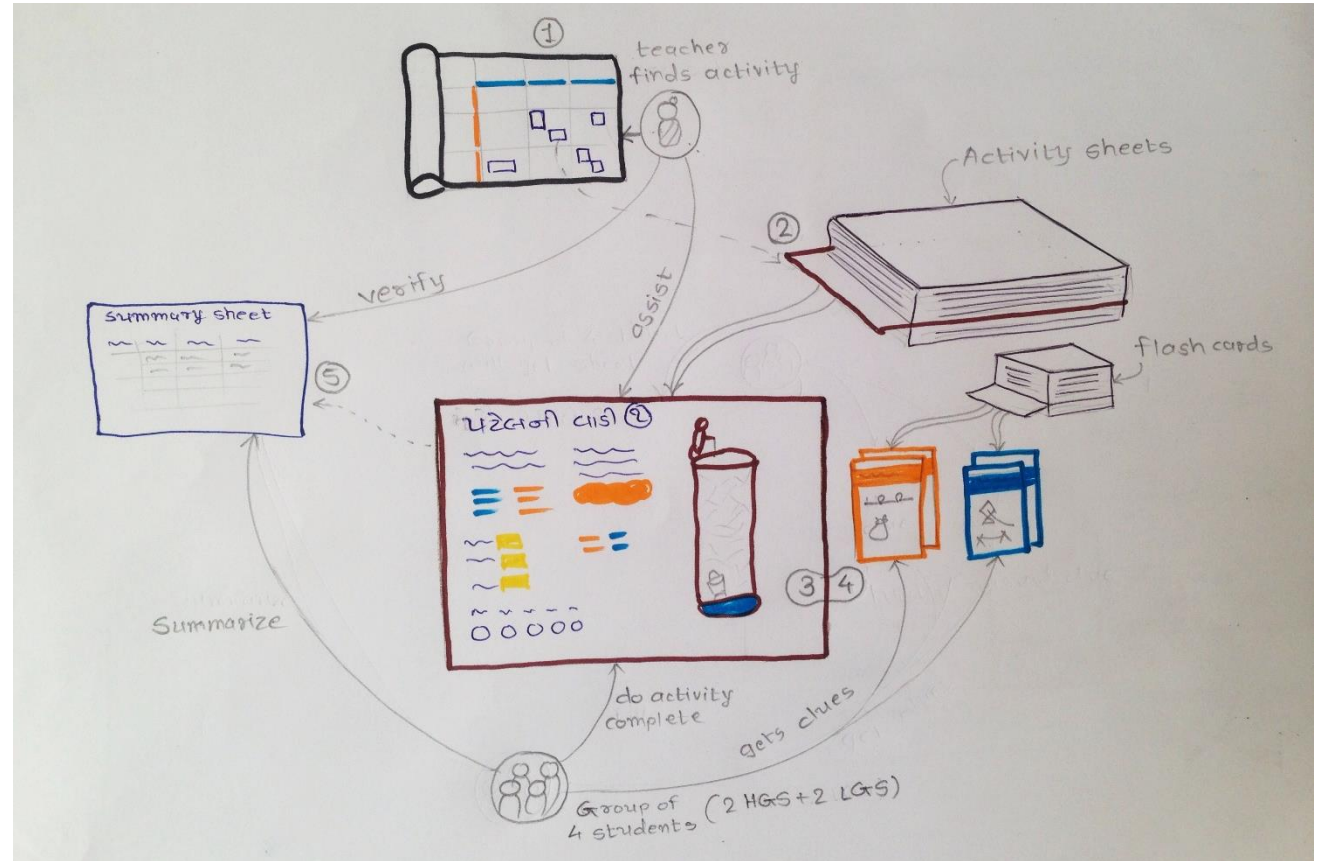 1
teacher
finds activity
Activity sheets
2
verify
assist
summary sheet
flash cards
5
પટેલની વાડી ૨
3 4
Summarize
do activity
complete
gets clues
Group of (2 HGS + 2 LGS)
4 students